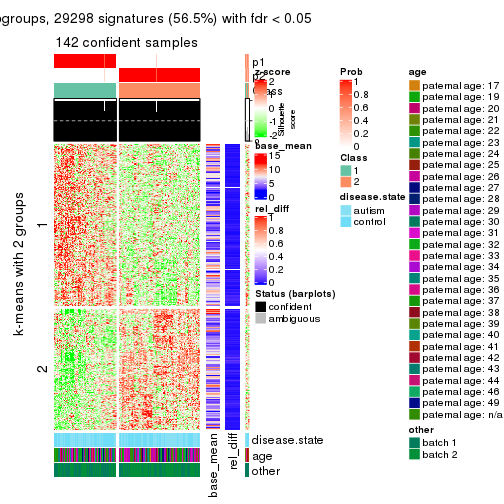 ogroups, 29298 signatures (56.5%) with fdr < 0.05
142 confident samples
p1
p2
Class
z-score
2
1
0
-1
-2
Silhouette
score
k-means with 2 groups
1
2
base_mean
15
10
5
0
rel_diff
1
0.8
0.6
0.4
0.2
0
Status (barplots)
confident
ambiguous
Prob
1
0.8
0.6
0.4
0.2
0
Class
1
2
disease.state
autism
control
age
paternal age: 17
paternal age: 19
paternal age: 20
paternal age: 21
paternal age: 22
paternal age: 23
paternal age: 24
paternal age: 25
paternal age: 26
paternal age: 27
paternal age: 28
paternal age: 29
paternal age: 30
paternal age: 31
paternal age: 32
paternal age: 33
paternal age: 34
paternal age: 35
paternal age: 36
paternal age: 37
paternal age: 38
paternal age: 39
paternal age: 40
paternal age: 41
paternal age: 42
paternal age: 43
paternal age: 44
paternal age: 46
paternal age: 49
paternal age: n/a
other
batch 1
batch 2
disease.state
age
other
base_mean
rel_diff